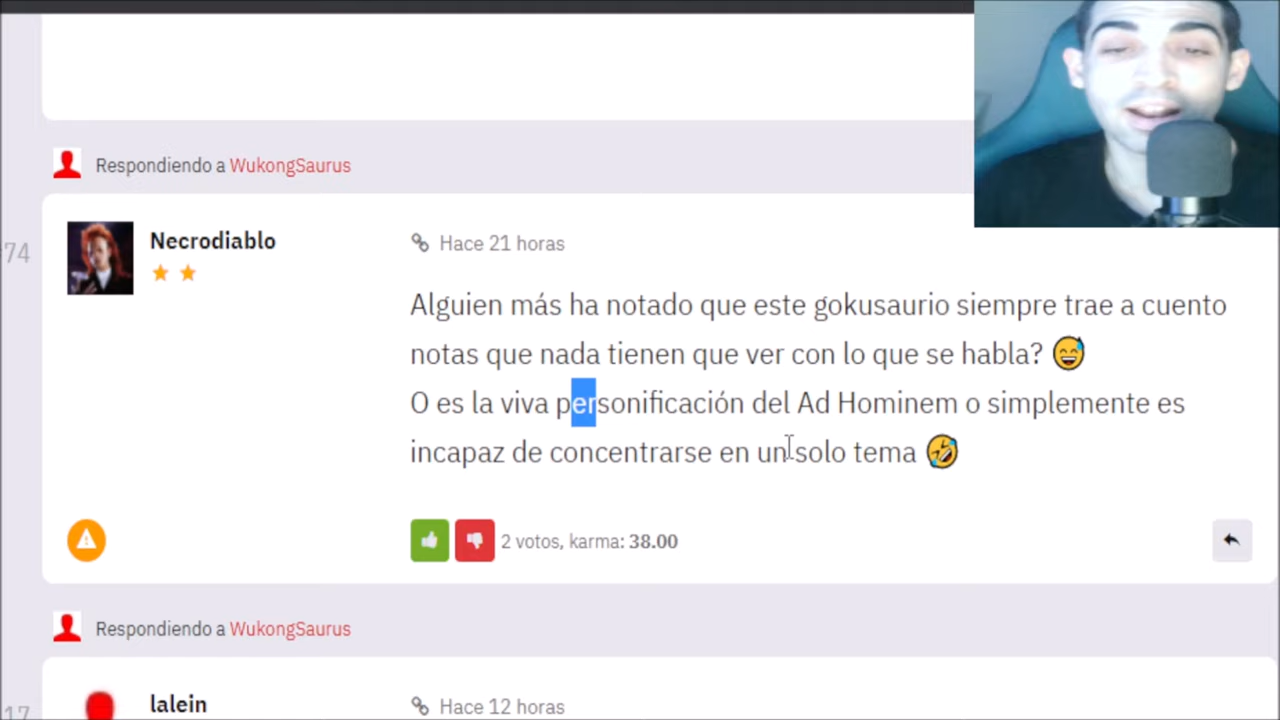 Respondiendo a WukongSaurus
74
Necrodiablo
Hace 21 horas
Alguien más ha notado que este gokusaurio siempre trae a cuento
notas que nada tienen que ver con lo que se habla? 😅
O es la viva personificación del Ad Hominem o simplemente es
incapaz de concentrarse en un solo tema 🤣
2 votos, karma: 38.00
Respondiendo a WukongSaurus
17
lalein
Hace 12 horas